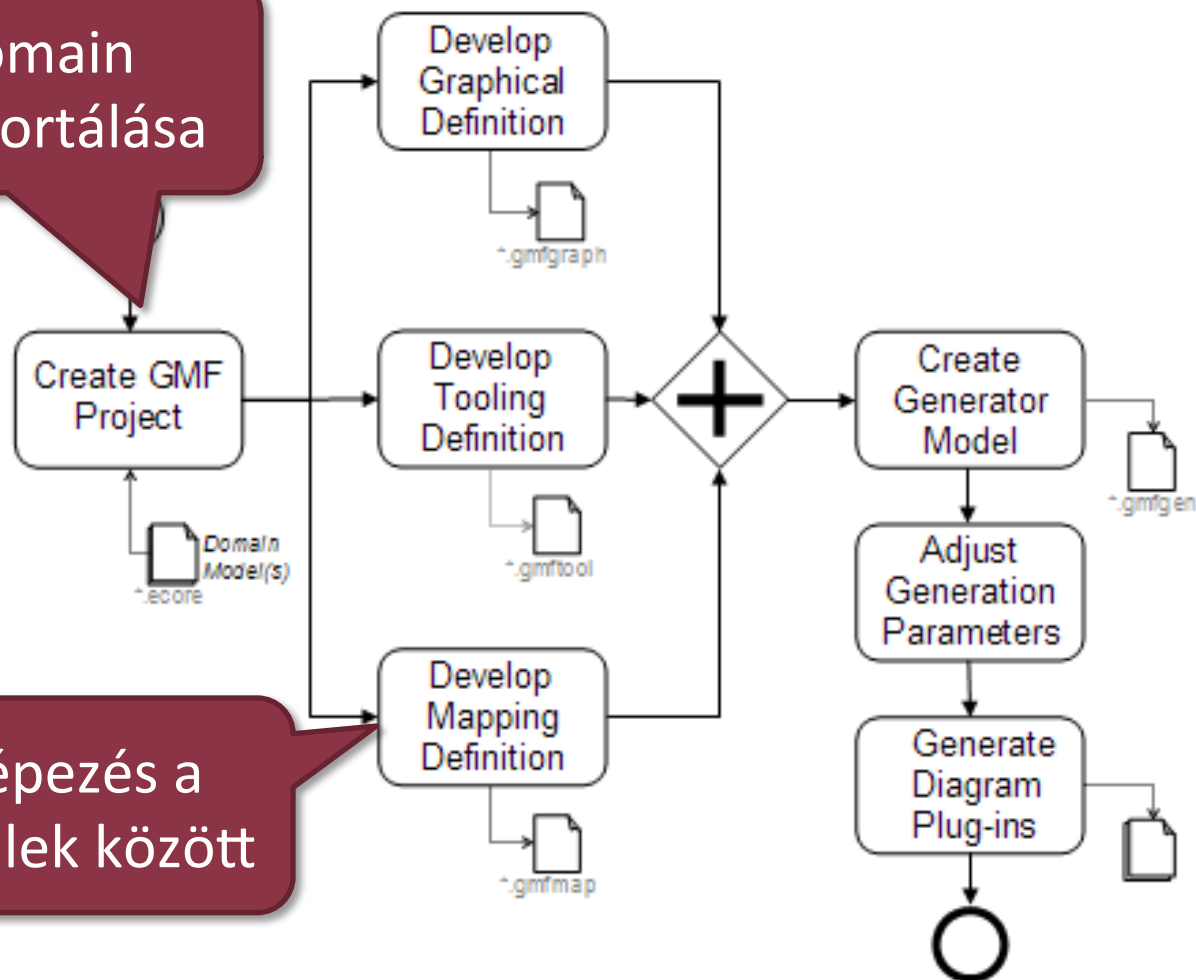 omain
ortálása
Develop
Graphical
Definition
*.gmfgraph
Create GMF
Project
Domain
Model(s)
*.ecore
Develop
Tooling
Definition
*.gmftool
épezés a
lek között
Develop
Mapping
Definition
*.gmfmap
Create
Generator
Model
*.gmfgen
Adjust
Generation
Parameters
Generate
Diagram
Plug-ins